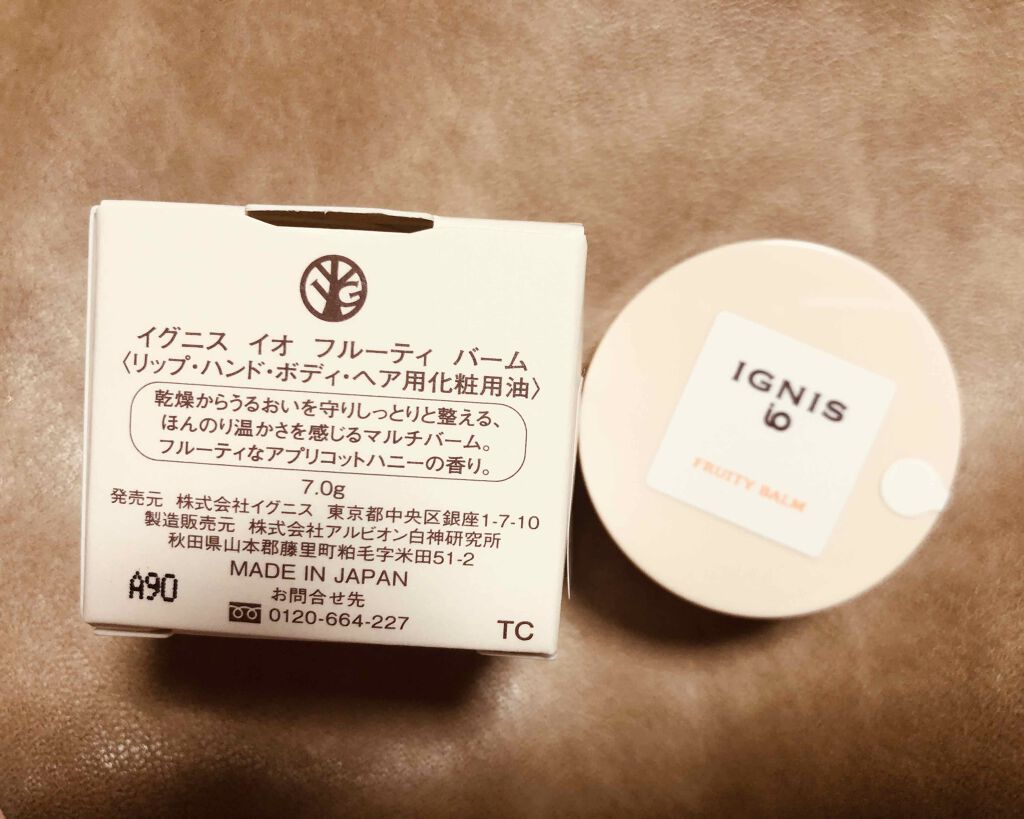 イグニス イオ フルーティ バーム
〈リップ・ハンド・ボディ・ヘア用化粧用油〉
乾燥からうるおいを守りしっとりと整える、
ほんのり温かさを感じるマルチバーム。
フルーティなアプリコットハニーの香り。
7.0g
発売元 株式会社イグニス 東京都中央区銀座1-7-10
製造販売元 株式会社アルビオン白神研究所
秋田県山本郡藤里町粕毛字米田51-2
MADE IN JAPAN
お問合せ先
0120-664-227
A90
TC
IGNIS
io
FRUITY BALM